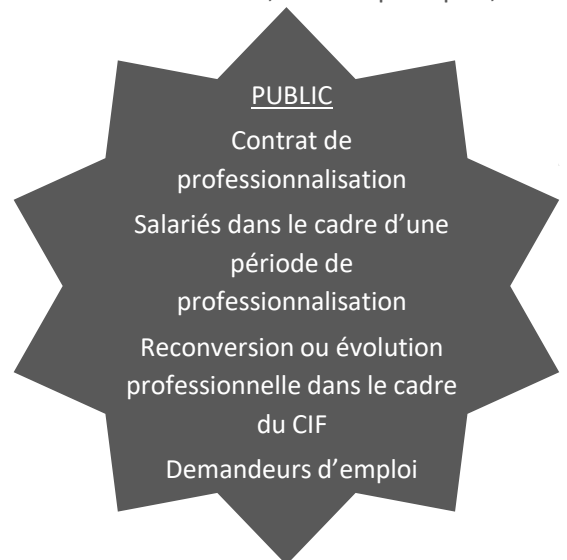 PUBLIC
Contrat de
professionnalisation
Salariés dans le cadre d’une
période de
professionnalisation
Reconversion ou évolution
professionnelle dans le cadre
du CIF
Demandeurs d’emploi